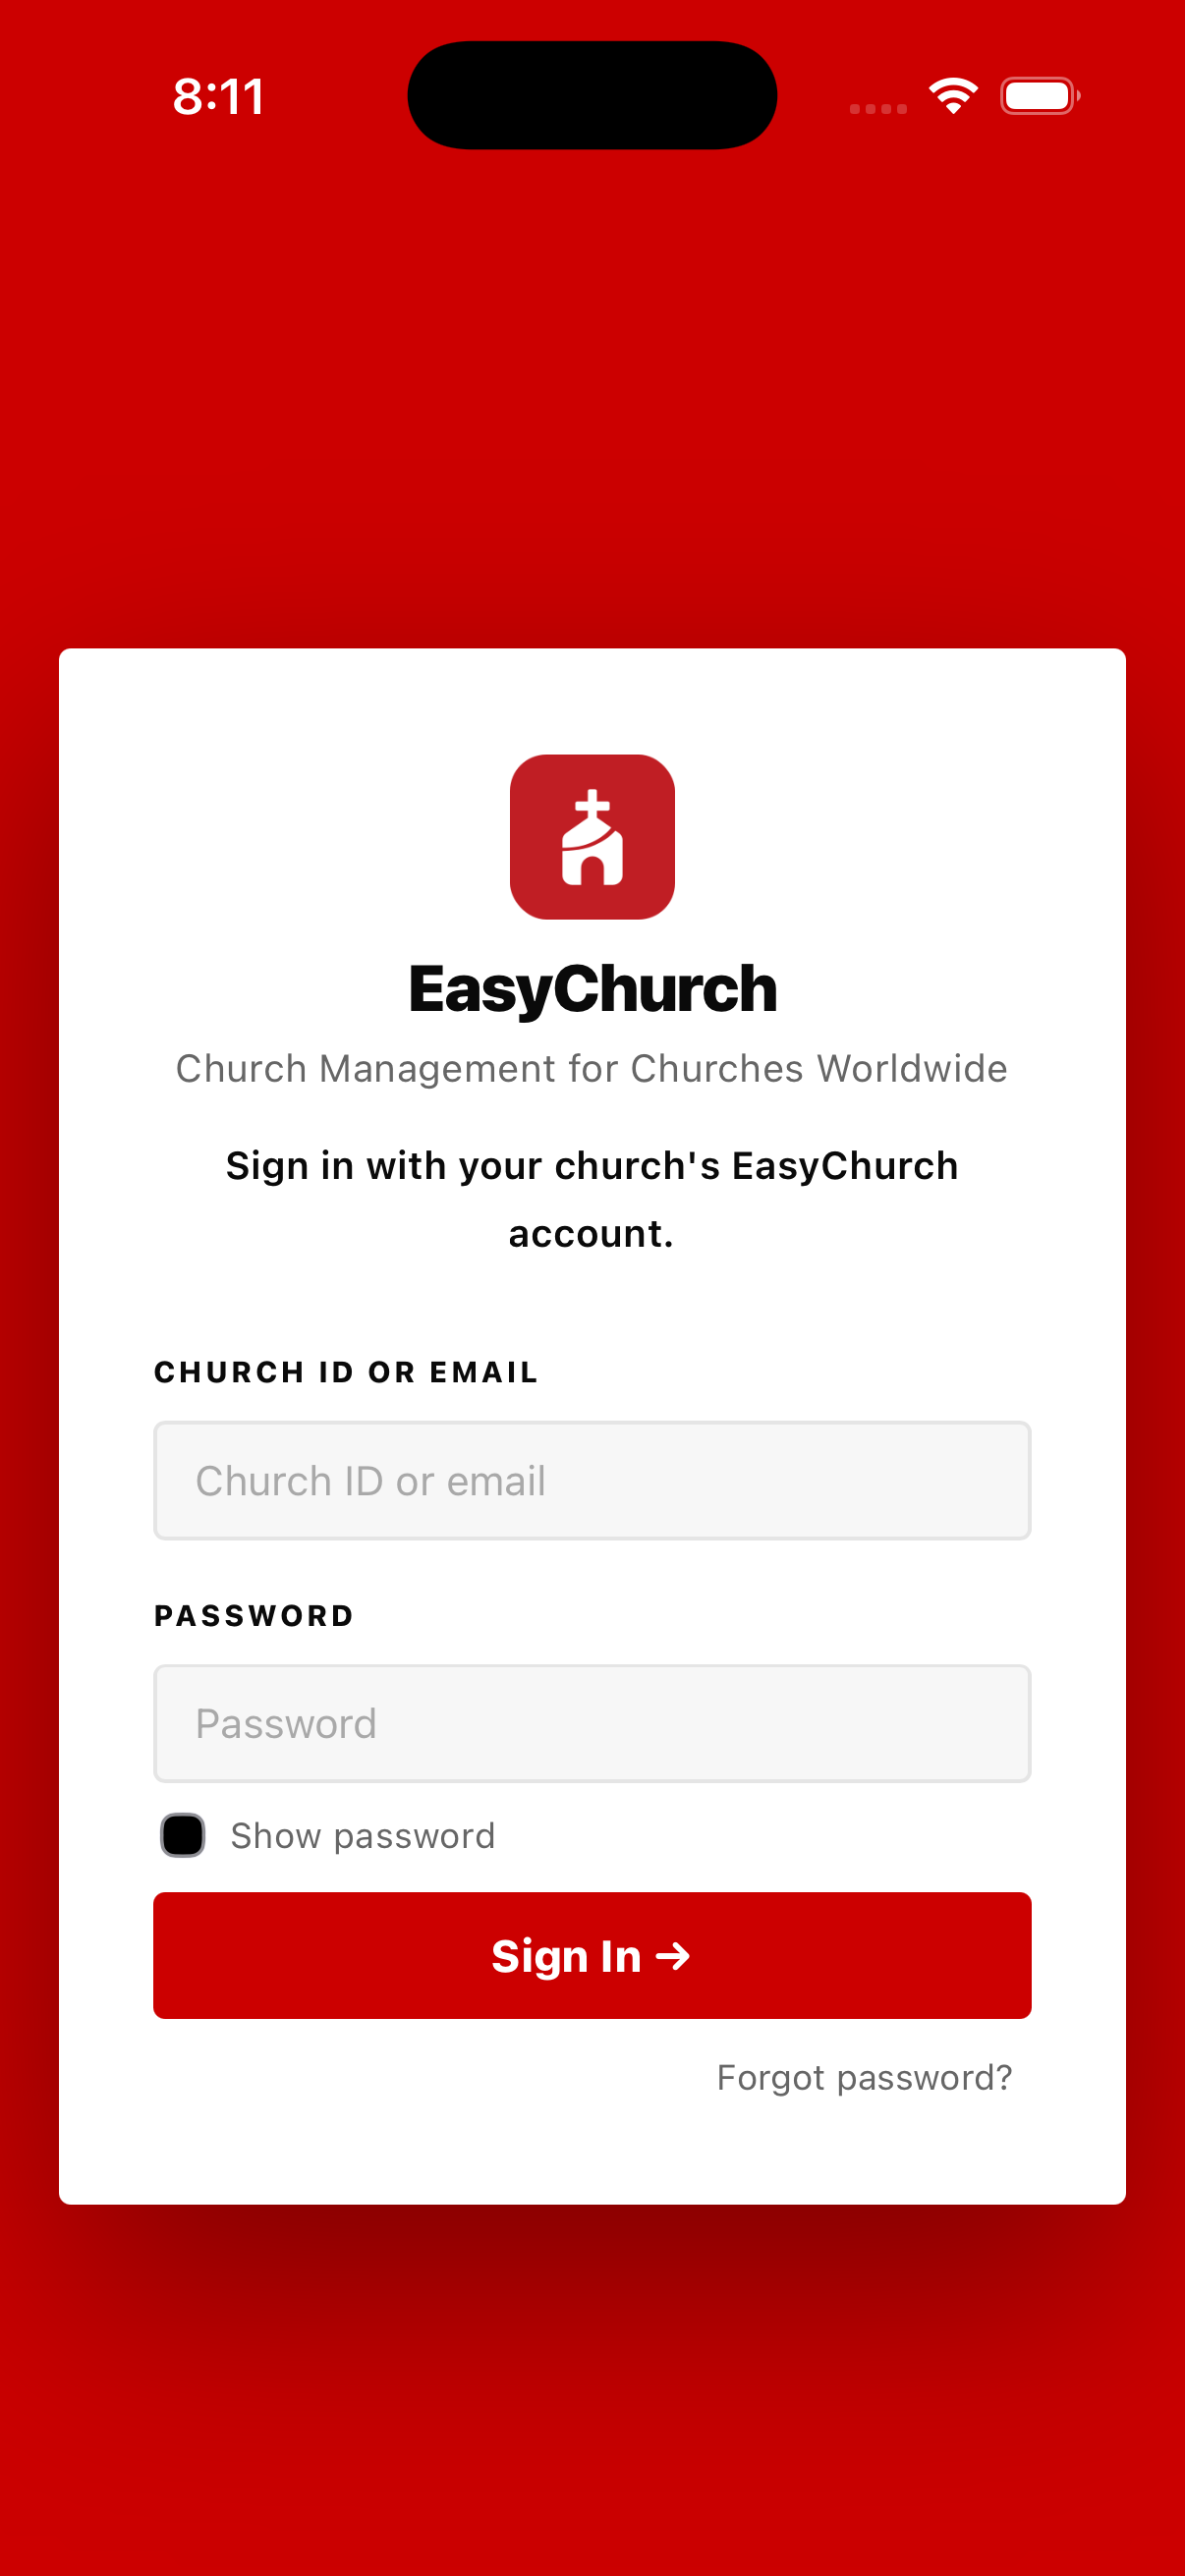 8:11
EasyChurch
Church Management for Churches Worldwide
Sign in with your church's EasyChurch
account.
CHURCH ID OR EMAIL
Church ID or email
PASSWORD
Password
Show password
Sign In →
Forgot password?